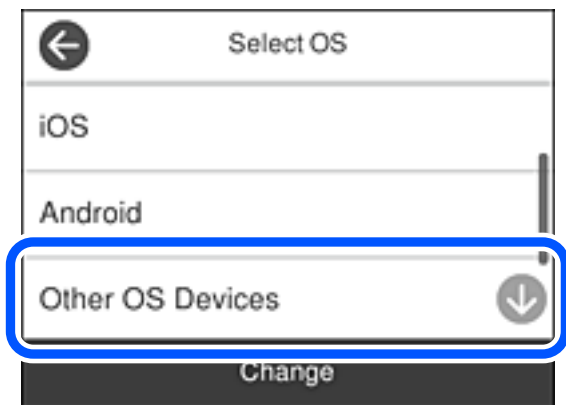 Select OS
iOS
Android
Other OS Devices
Change